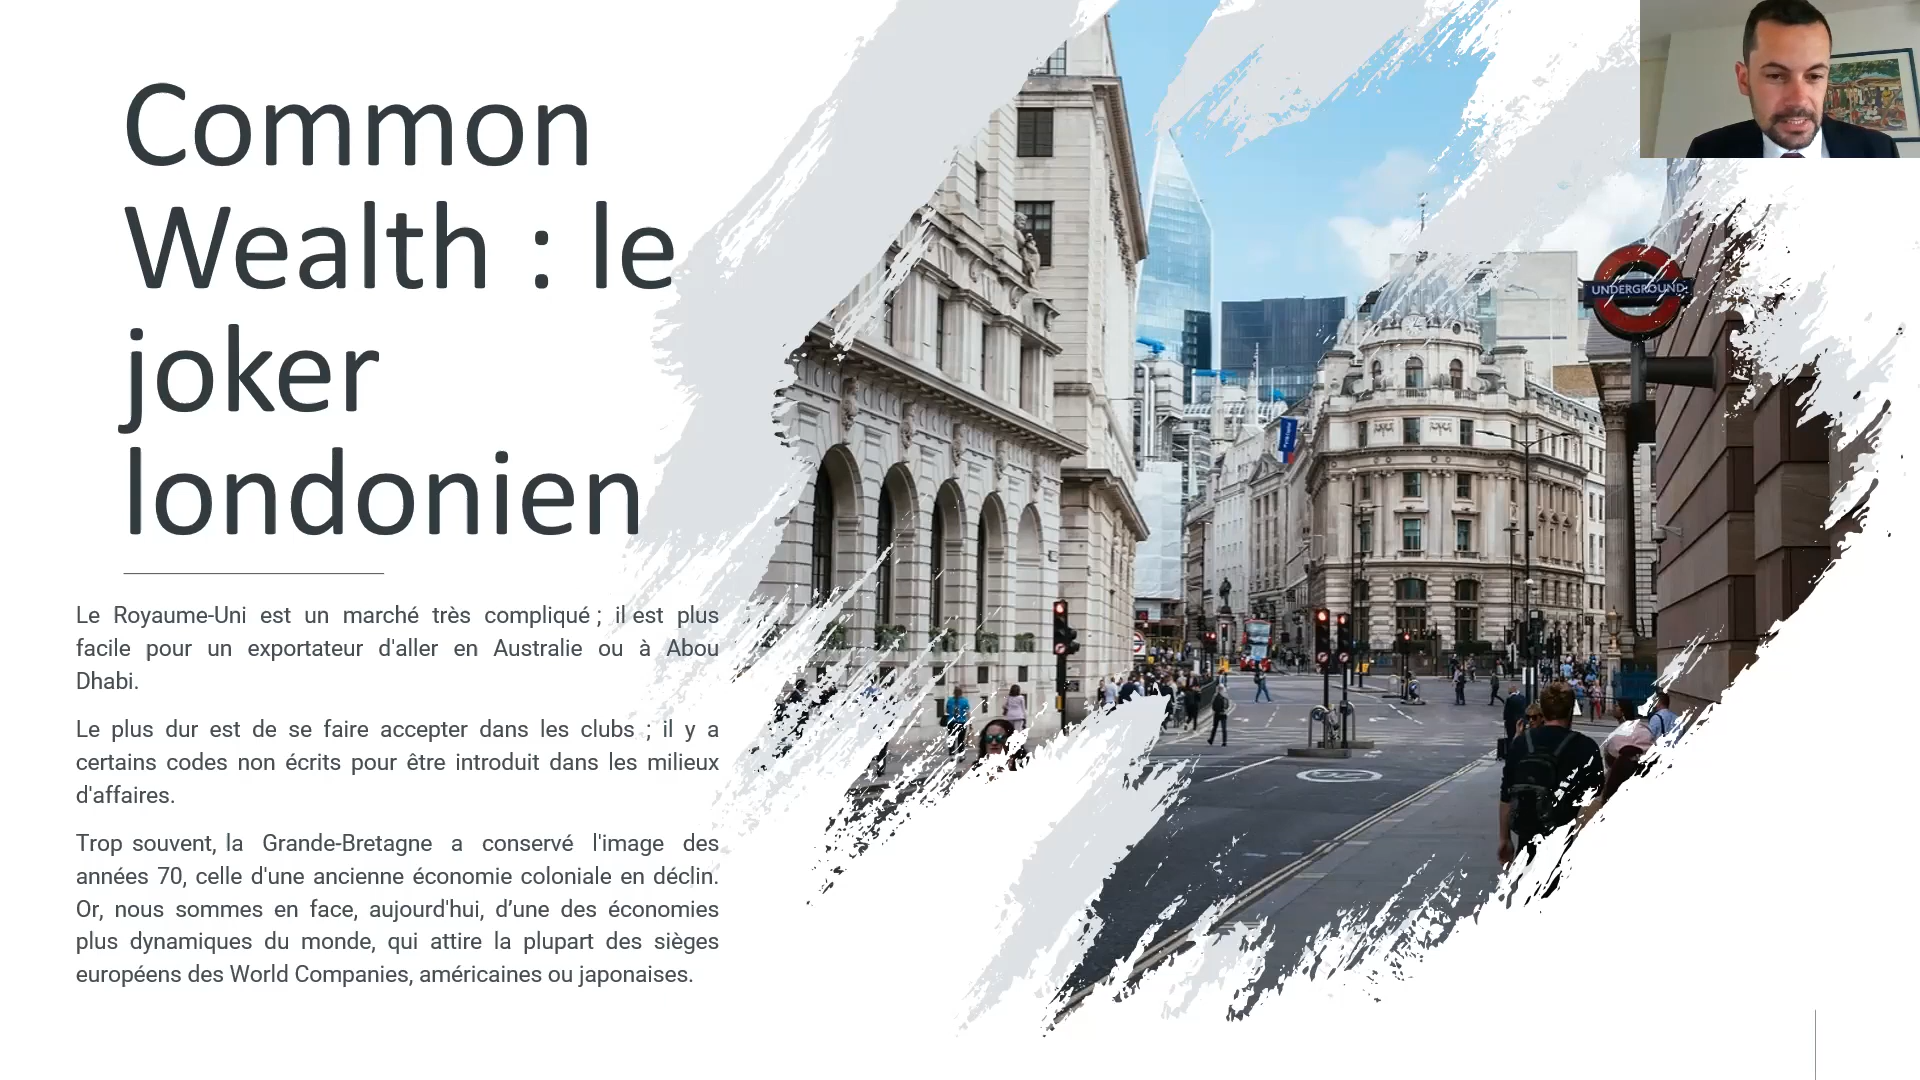 Common
Wealth : le
joker
londonien
Le Royaume-Uni est un marché très compliqué ; il est plus
facile pour un exportateur d'aller en Australie ou à Abou
Dhabi.
Le plus dur est de se faire accepter dans les clubs ; il y a
certains codes non écrits pour être introduit dans les milieux
d'affaires.
Trop souvent, la Grande-Bretagne a conservé l'image des
années 70, celle d'une ancienne économie coloniale en déclin.
Or, nous sommes en face, aujourd'hui, d’une des économies
plus dynamiques du monde, qui attire la plupart des sièges
européens des World Companies, américaines ou japonaises.
UNDERGROUND